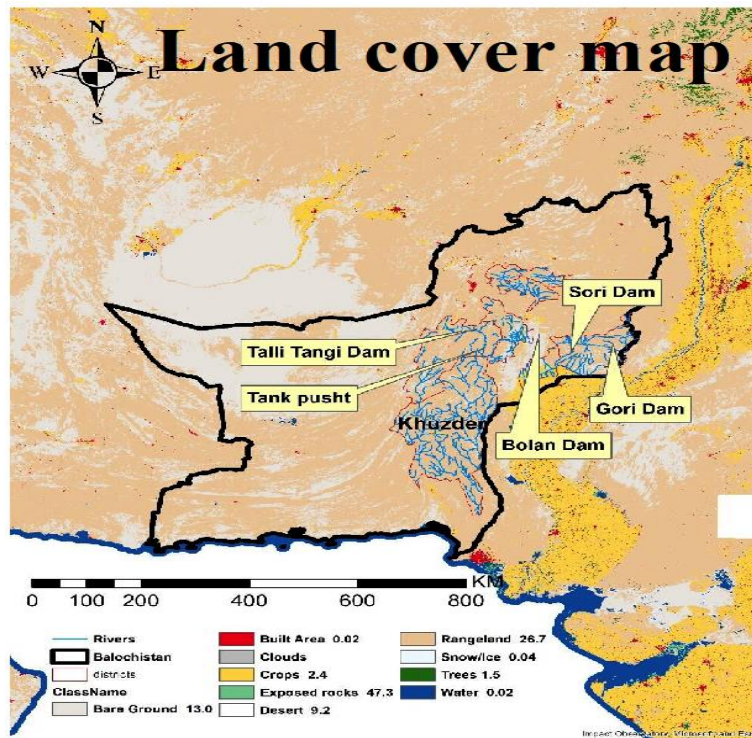 Land cover map
N
W E
S
Sori Dam
Talli Tangi Dam
Tank pusht
Gori Dam
Khuzder
Bolan Dam
KM
0 100 200 400 600 800
Rivers
Balochistan
districts
ClassName
Bare Ground 13.0
Built Area 0.02
Clouds
Crops 2.4
Exposed rocks 47.3
Desert 9.2
Rangeland 26.7
Snow/Ice 0.04
Trees 1.5
Water 0.02
Impact